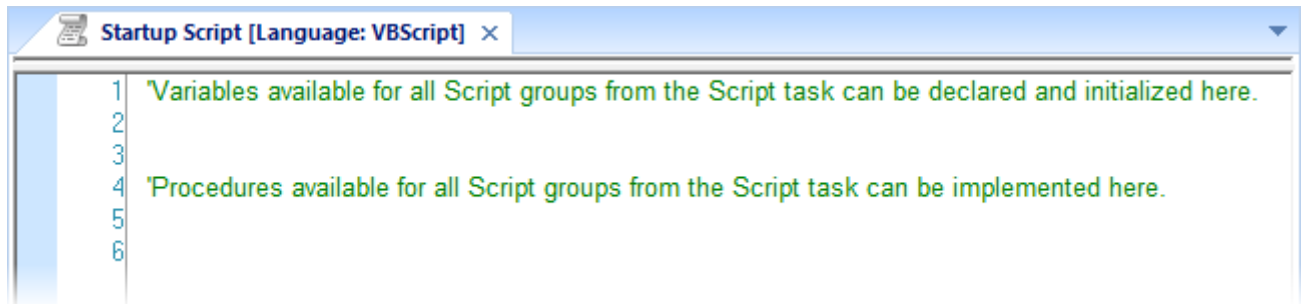 Startup Script [Language: VBScript]
1 'Variables available for all Script groups from the Script task can be declared and initialized here.
2
3
4 'Procedures available for all Script groups from the Script task can be implemented here.
5
6